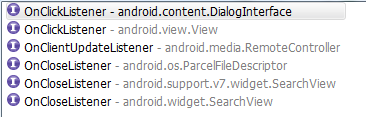 OnClickListener - android.content.DialogInterface
OnClickListener - android.view.View
OnClientUpdateListener - android.media.RemoteController
OnCloseListener - android.os.ParcelFileDescriptor
OnCloseListener - android.support.v7.widget.SearchView
OnCloseListener - android.widget.SearchView